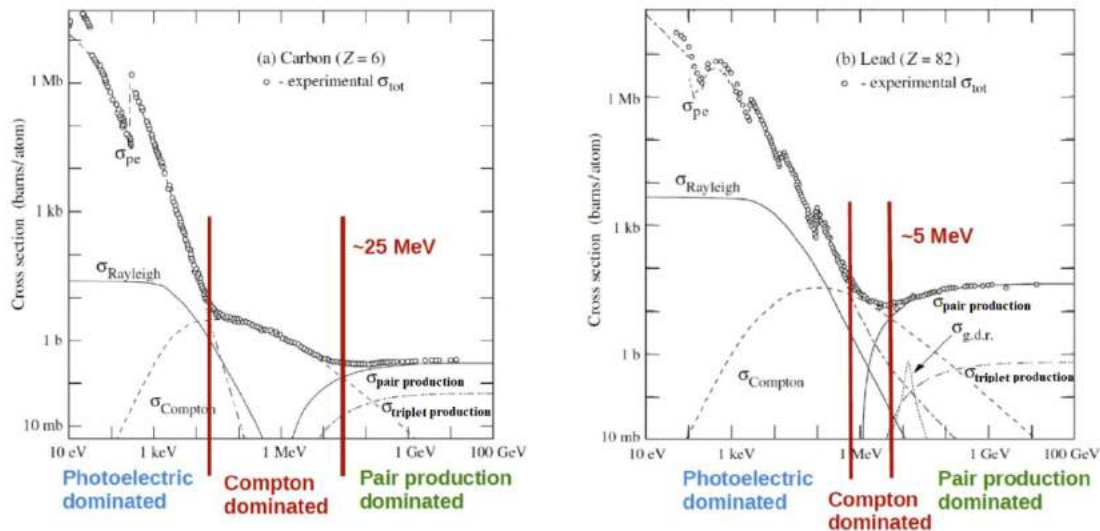 (a) Carbon (Z = 6)
○ - experimental σtot
1 Mb
1 kb
1 b
10 mb
Cross section (barns/atom)
σpe
σRayleigh
σCompton
~25 MeV
σpair production
σtriplet production
10 eV
1 keV
1 MeV
1 GeV
100 GeV
Photoelectric
dominated
Compton
dominated
Pair production
dominated
(b) Lead (Z = 82)
○ - experimental σtot
1 Mb
1 kb
1 b
10 mb
Cross section (barns/atom)
σpe
σRayleigh
σCompton
~5 MeV
σpair production
σg.d.r.
σtriplet production
10 eV
1 keV
1 MeV
1 GeV
100 GeV
Photoelectric
dominated
Compton
dominated
Pair production
dominated